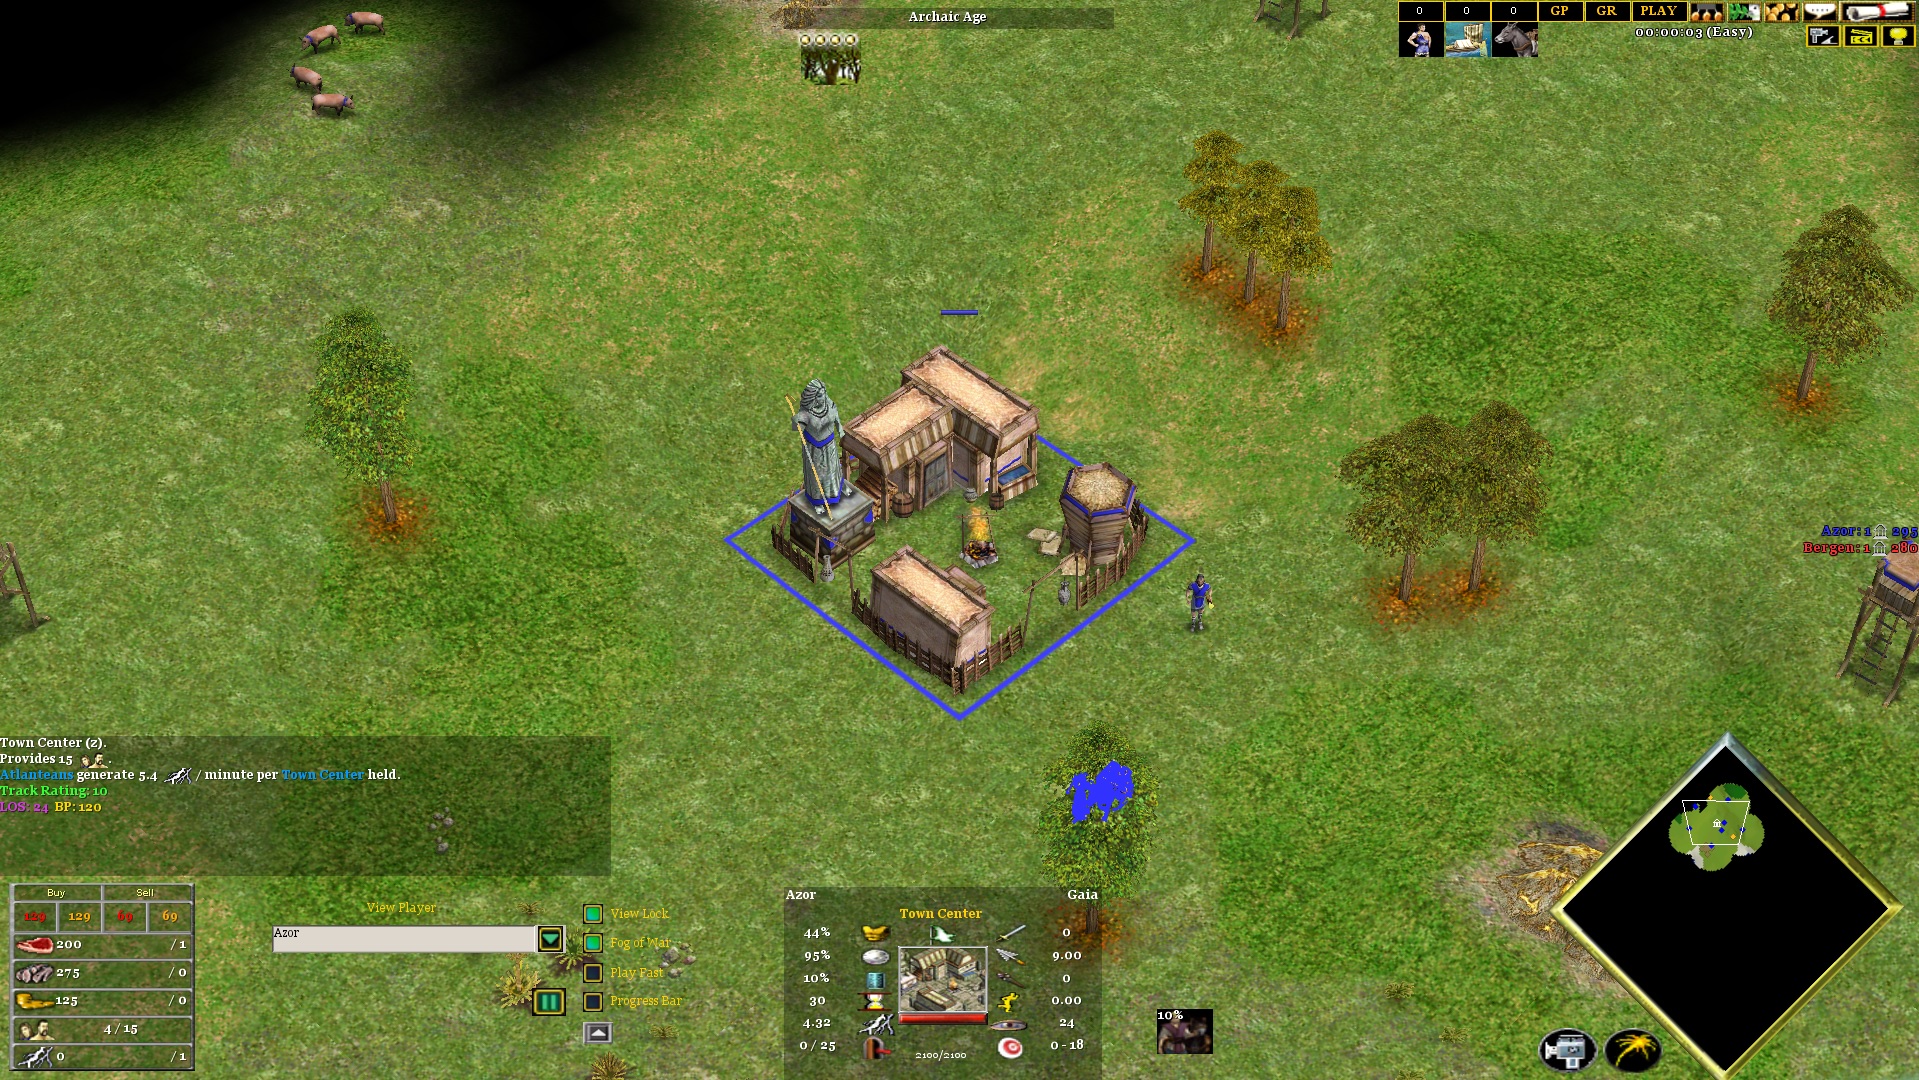 Archaic Age
0 0 0 GP GR PLAY
00:00:03 (Easy)
Azor: 1 295
Bergen: 1 280
Town Center (z).
Provides 15 .
Atlanteans generate 5.4 / minute per Town Center held.
Track Rating: 10
LOS: 24 BP: 120
Buy Sell
129 129 69 69
200 / 1
275 / 0
125 / 0
4 / 15
0 / 1
View Player
Azor
View Lock
Fog of War
Play Fast
Progress Bar
Azor Gaia
Town Center
44% 0
95% 9.00
10% 0
30 0.00
4.32 24
0 / 25 2100/2100 0 - 18
10%